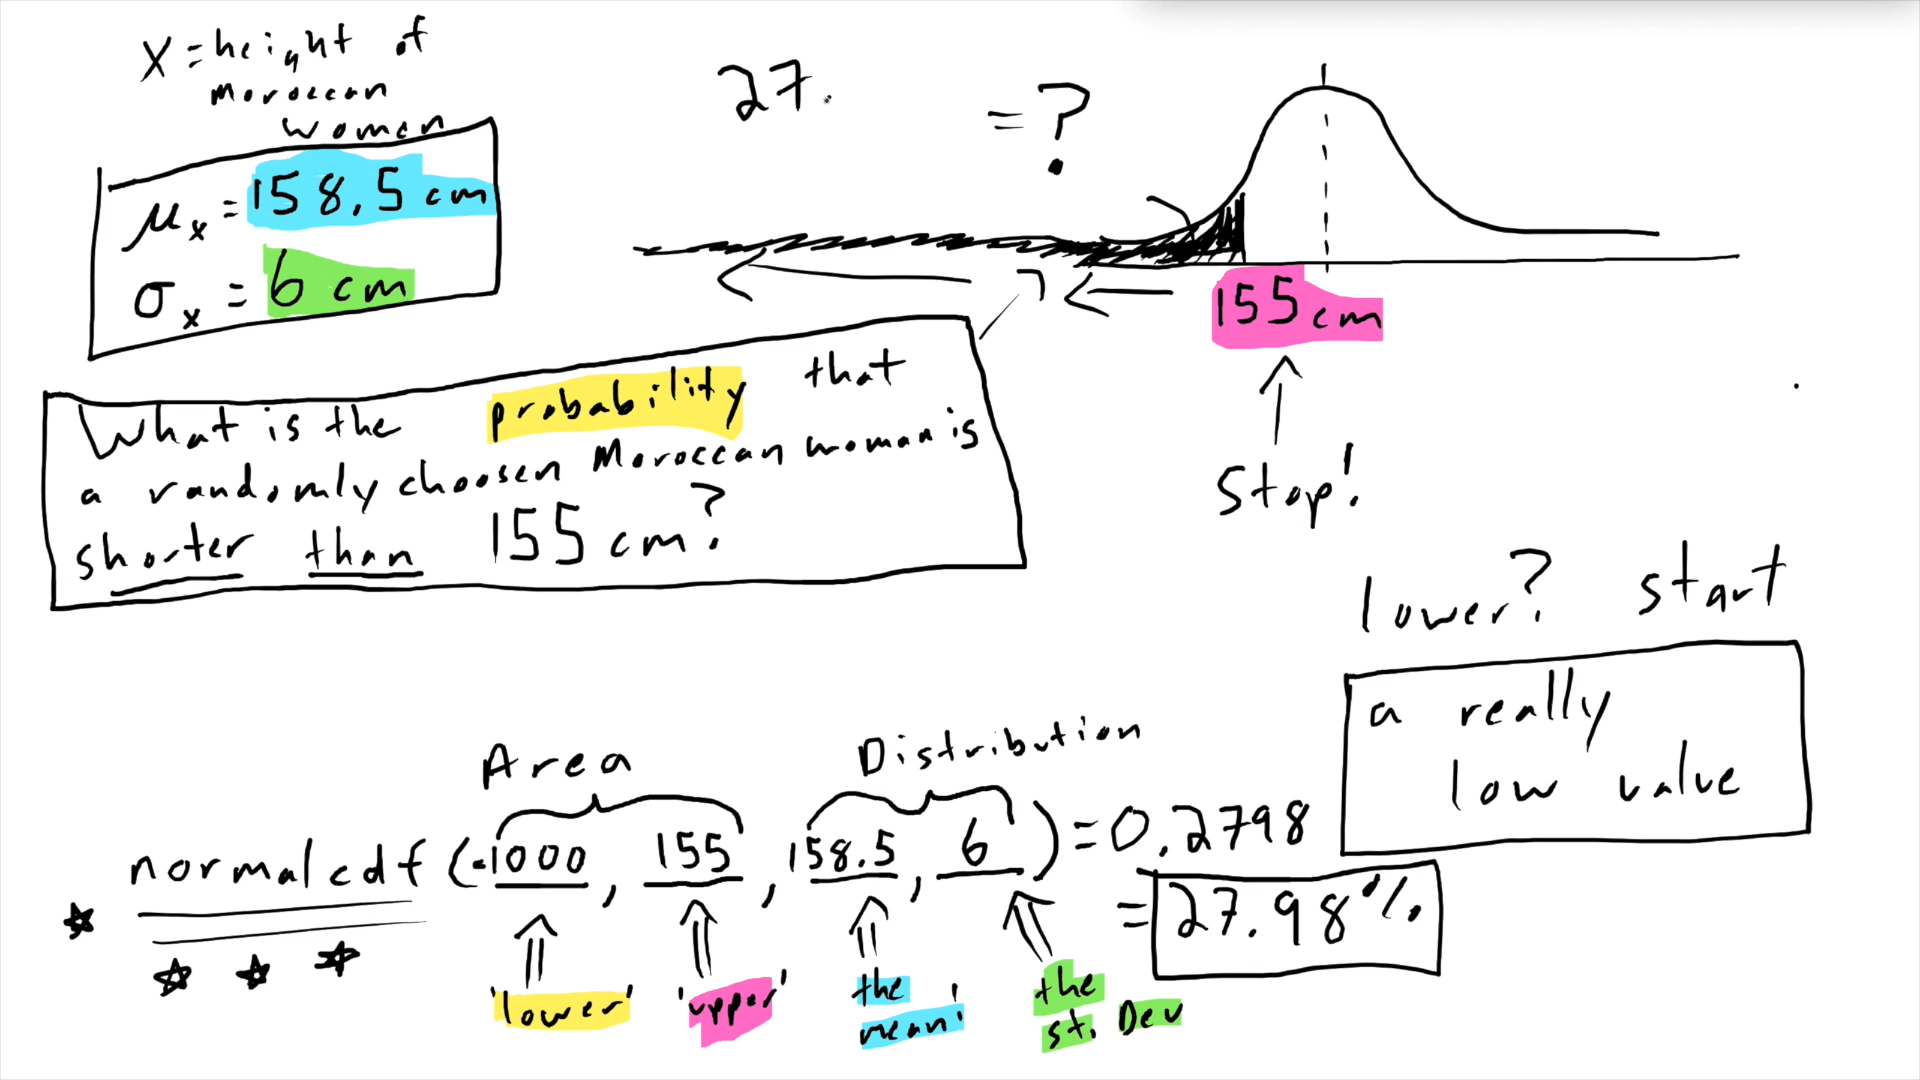 X = height of
Moroccan
women
μx = 158.5 cm
σx = 6 cm
27.
= ?
155 cm
Stop!
What is the probability that
a randomly choosen Moroccan woman is
shorter than 155 cm?
lower? start
a really
low value
Area
Distribution
normalcdf (-1000, 155, 158.5, 6) = 0.2798
= 27.98%
'lower' 'upper' the mean' the st. Dev